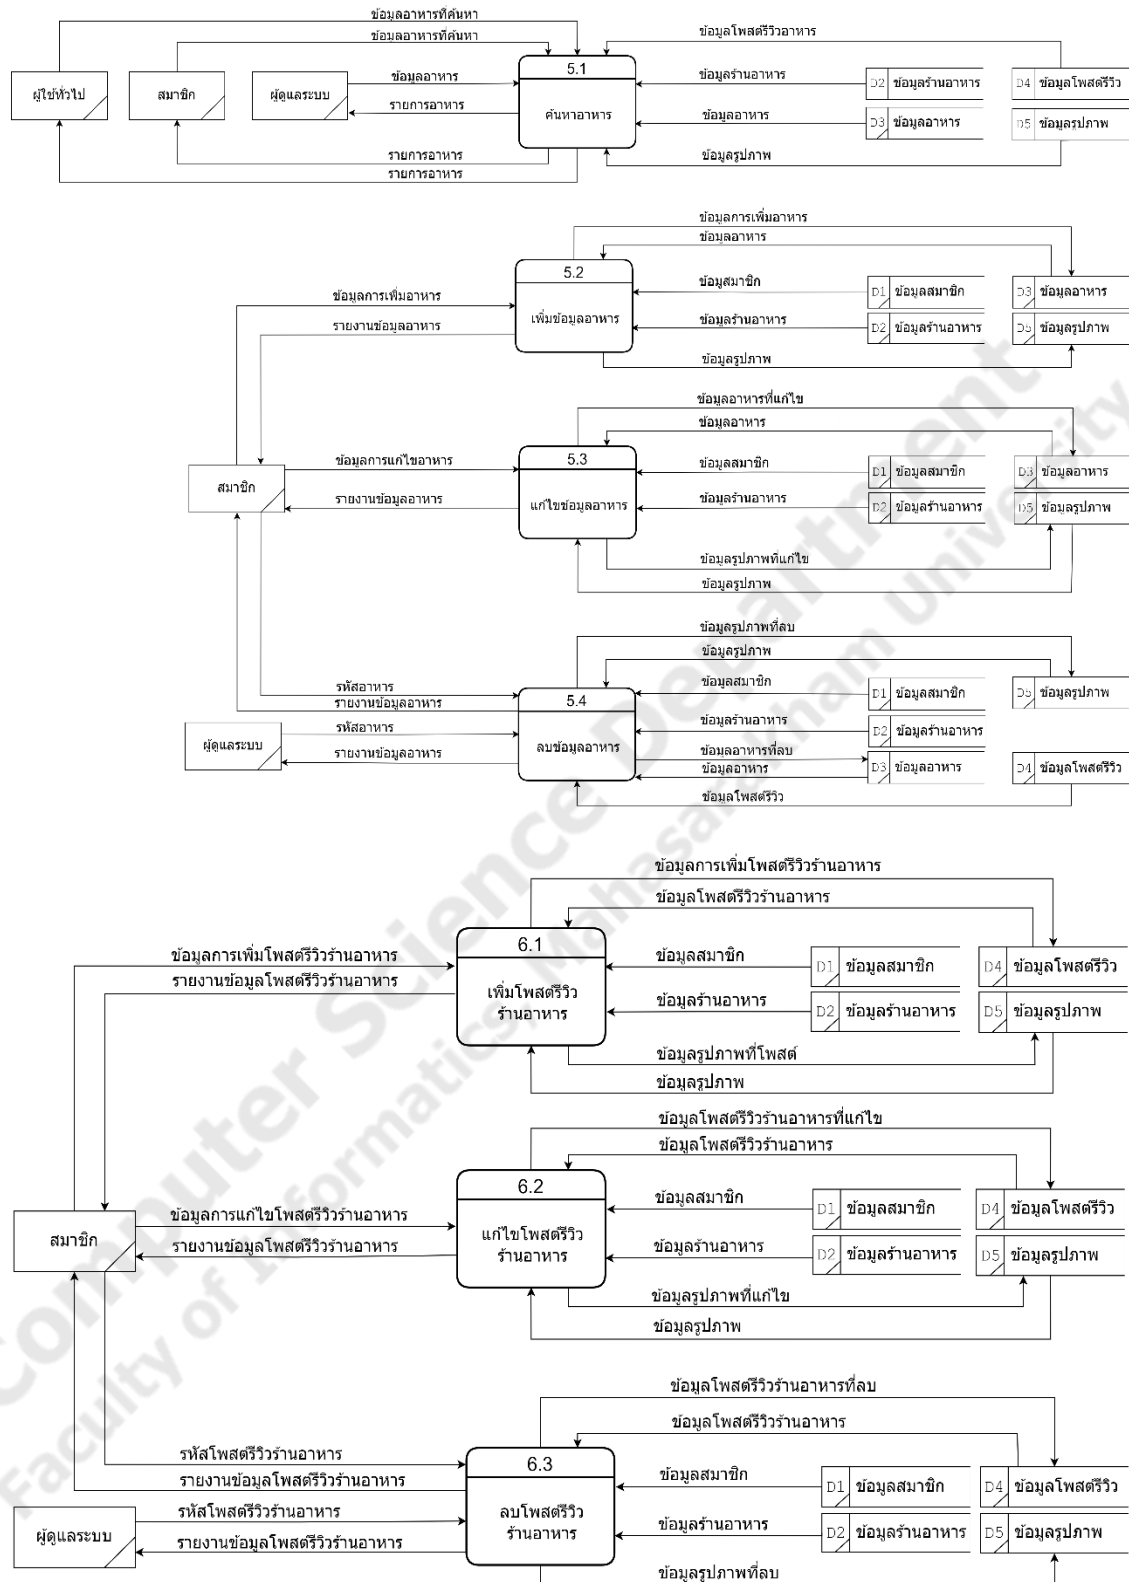 ข้อมูลอาหารที่ค้นหา
ข้อมูลอาหารที่ค้นหา
ข้อมูลโพสต์รีวิวอาหาร
5.1
ผู้ใช้ทั่วไป
สมาชิก
ผู้ดูแลระบบ
ข้อมูลอาหาร
รายการอาหาร
ค้นหาอาหาร
ข้อมูลร้านอาหาร
ข้อมูลอาหาร
D2 ข้อมูลร้านอาหาร
D4 ข้อมูลโพสต์รีวิว
D3 ข้อมูลอาหาร
D5 ข้อมูลรูปภาพ
รายการอาหาร
รายการอาหาร
ข้อมูลรูปภาพ
ข้อมูลการเพิ่มอาหาร
ข้อมูลอาหาร
5.2
ข้อมูลการเพิ่มอาหาร
รายงานข้อมูลอาหาร
เพิ่มข้อมูลอาหาร
ข้อมูสมาชิก
ข้อมูลร้านอาหาร
D1 ข้อมูลสมาชิก
D3 ข้อมูลอาหาร
D2 ข้อมูลร้านอาหาร
D5 ข้อมูลรูปภาพ
ข้อมูลรูปภาพ
ข้อมูลอาหารที่แก้ไข
ข้อมูลอาหาร
5.3
สมาชิก
ข้อมูลการแก้ไขอาหาร
รายงานข้อมูลอาหาร
แก้ไขข้อมูลอาหาร
ข้อมูลสมาชิก
ข้อมูลร้านอาหาร
D1 ข้อมูลสมาชิก
D3 ข้อมูลอาหาร
D2 ข้อมูลร้านอาหาร
D5 ข้อมูลรูปภาพ
ข้อมูลรูปภาพที่แก้ไข
ข้อมูลรูปภาพ
ข้อมูลรูปภาพที่ลบ
ข้อมูลรูปภาพ
รหัสอาหาร
รายงานข้อมูลอาหาร
5.4
ผู้ดูแลระบบ
รหัสอาหาร
รายงานข้อมูลอาหาร
ลบข้อมูลอาหาร
ข้อมูลสมาชิก
ข้อมูลร้านอาหาร
ข้อมูลอาหารที่ลบ
ข้อมูลอาหาร
D1 ข้อมูลสมาชิก
D5 ข้อมูลรูปภาพ
D2 ข้อมูลร้านอาหาร
D3 ข้อมูลอาหาร
D4 ข้อมูลโพสต์รีวิว
ข้อมูลโพสต์รีวิว
ข้อมูลการเพิ่มโพสต์รีวิวร้านอาหาร
ข้อมูลโพสต์รีวิวร้านอาหาร
6.1
ข้อมูลการเพิ่มโพสต์รีวิวร้านอาหาร
รายงานข้อมูลโพสต์รีวิวร้านอาหาร
เพิ่มโพสต์รีวิว
ร้านอาหาร
ข้อมูลสมาชิก
ข้อมูลร้านอาหาร
D1 ข้อมูลสมาชิก
D4 ข้อมูลโพสต์รีวิว
D2 ข้อมูลร้านอาหาร
D5 ข้อมูลรูปภาพ
ข้อมูลรูปภาพที่โพสต์
ข้อมูลรูปภาพ
ข้อมูลโพสต์รีวิวร้านอาหารที่แก้ไข
ข้อมูลโพสต์รีวิวร้านอาหาร
6.2
สมาชิก
ข้อมูลการแก้ไขโพสต์รีวิวร้านอาหาร
รายงานข้อมูลโพสต์รีวิวร้านอาหาร
แก้ไขโพสต์รีวิว
ร้านอาหาร
ข้อมูลสมาชิก
ข้อมูลร้านอาหาร
D1 ข้อมูลสมาชิก
D4 ข้อมูลโพสต์รีวิว
D2 ข้อมูลร้านอาหาร
D5 ข้อมูลรูปภาพ
ข้อมูลรูปภาพที่แก้ไข
ข้อมูลรูปภาพ
ข้อมูลโพสต์รีวิวร้านอาหารที่ลบ
ข้อมูลโพสต์รีวิวร้านอาหาร
รหัสโพสต์รีวิวร้านอาหาร
รายงานข้อมูลโพสต์รีวิวร้านอาหาร
6.3
ผู้ดูแลระบบ
รหัสโพสต์รีวิวร้านอาหาร
รายงานข้อมูลโพสต์รีวิวร้านอาหาร
ลบโพสต์รีวิว
ร้านอาหาร
ข้อมูลสมาชิก
ข้อมูลร้านอาหาร
D1 ข้อมูลสมาชิก
D4 ข้อมูลโพสต์รีวิว
D2 ข้อมูลร้านอาหาร
D5 ข้อมูลรูปภาพ
ข้อมูลรูปภาพที่ลบ
Computer Science Department
Faculty of Informatics, Mahasarakham University